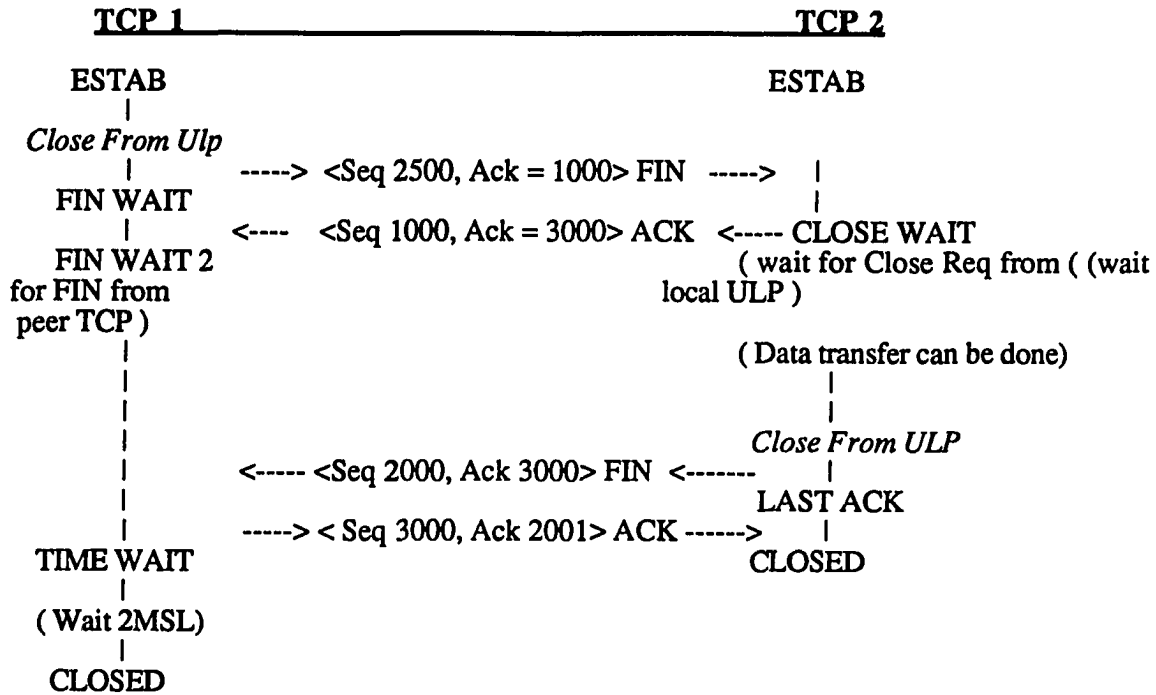 TCP 1 TCP 2
ESTAB ESTAB
Close From Ulp
-----> <Seq 2500, Ack = 1000> FIN ----->
FIN WAIT
<---- <Seq 1000, Ack = 3000> ACK <----- CLOSE WAIT
FIN WAIT 2 ( wait for Close Req from ( (wait
for FIN from local ULP )
peer TCP )
( Data transfer can be done)
Close From ULP
<----- <Seq 2000, Ack 3000> FIN <-------
LAST ACK
-----> < Seq 3000, Ack 2001> ACK ------>
TIME WAIT CLOSED
( Wait 2MSL)
CLOSED